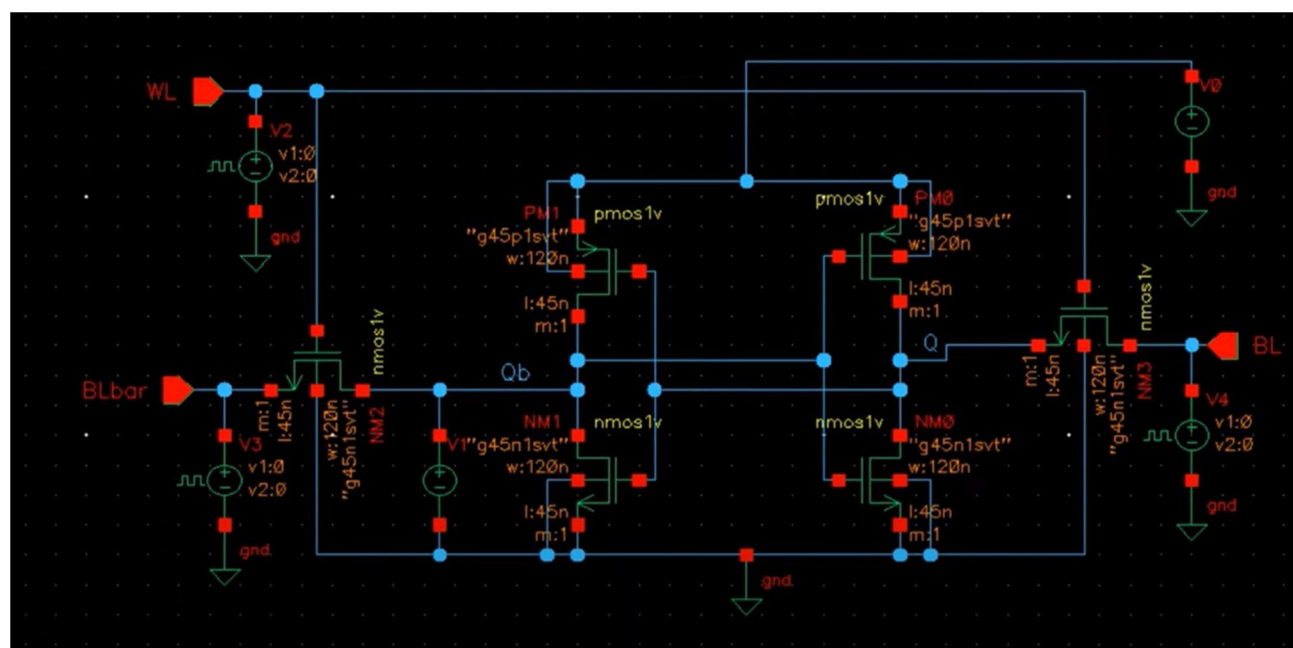 WL
V2
v1:0
v2:0
gnd
V0
gnd
PM1
pmos1v
"g45p1svt"
w:120n
l:45n
m:1
pmos1v
PM0
"g45p1svt"
w:120n
l:45n
m:1
BLbar
V3
v1:0
v2:0
gnd
m:1
l:45n
w:120n
"g45n1svt"
NM2
nmos1v
Qb
V1
NM1
nmos1v
"g45n1svt"
w:120n
l:45n
m:1
nmos1v
NM0
"g45n1svt"
w:120n
l:45n
m:1
Q
m:1
l:45n
w:120n
"g45n1svt"
NM3
nmos1v
BL
V4
v1:0
v2:0
gnd
gnd